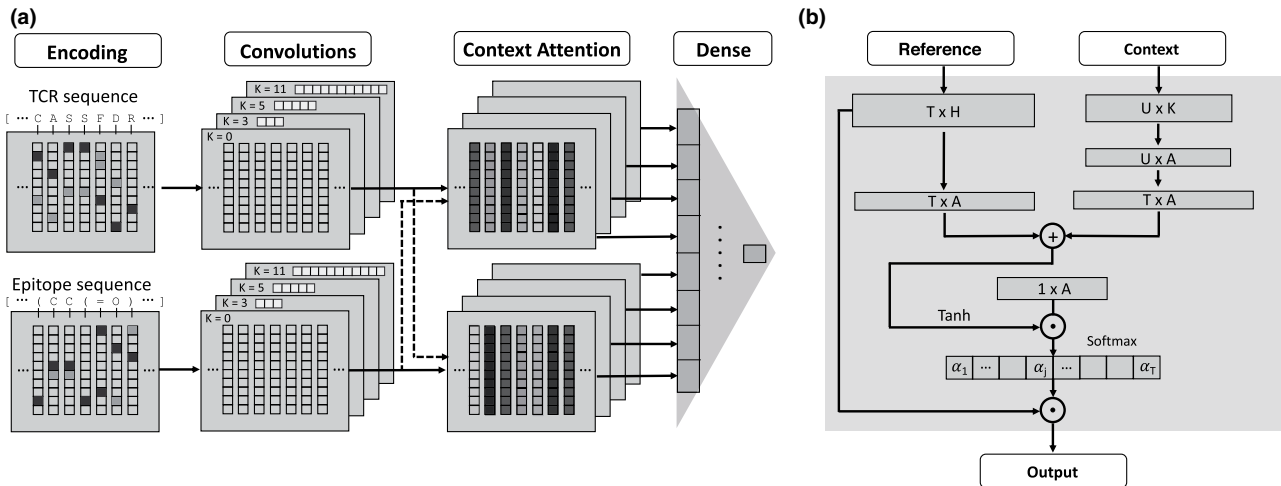 (a)
Encoding
Convolutions
Context Attention
Dense
TCR sequence
[ ··· C A S S F D R ··· ]
··· ···
K = 11
K = 5
K = 3
K = 0
··· ···
··· ···
Epitope sequence
[ ··· ( C C ( = O ) ··· ]
··· ···
K = 11
K = 5
K = 3
K = 0
··· ···
··· ···
(b)
Reference
Context
T x H
U x K
U x A
T x A
T x A
+
1 x A
Tanh
Softmax
α1 ··· αj ··· αT
Output